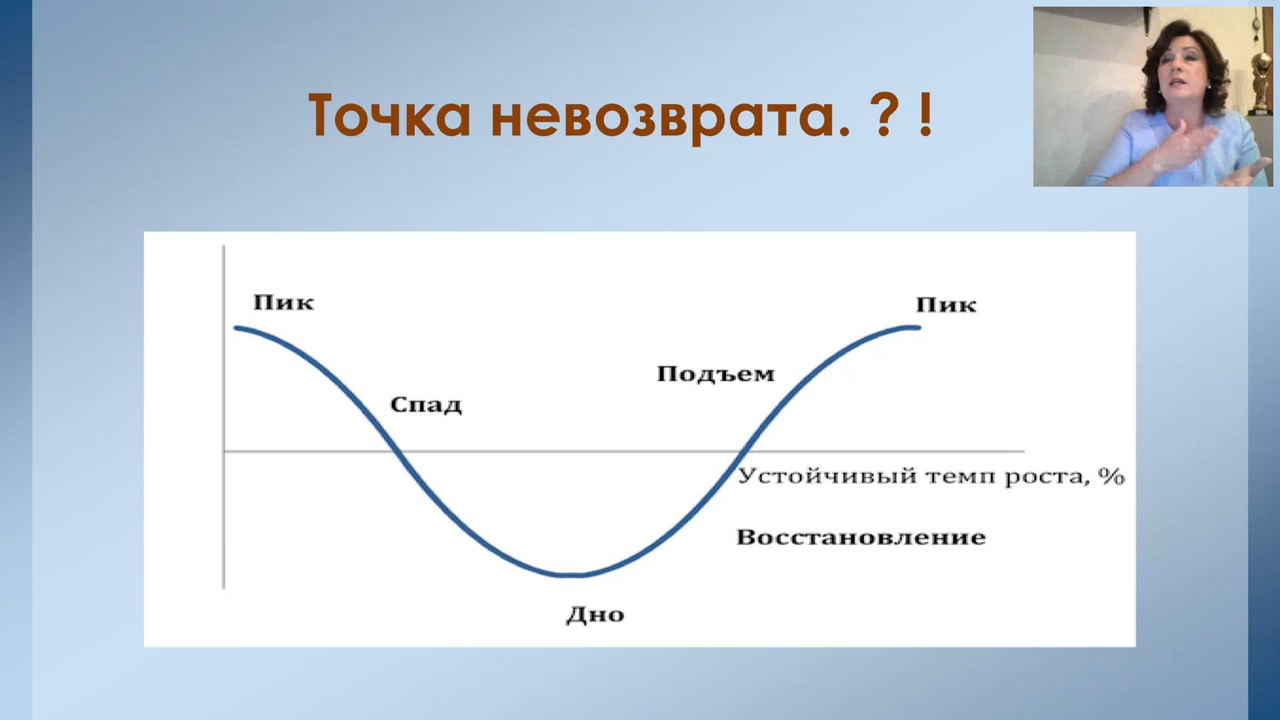 Точка невозврата. ? !
Пик
Пик
Подъем
Спад
Устойчивый темп роста, %
Восстановление
Дно